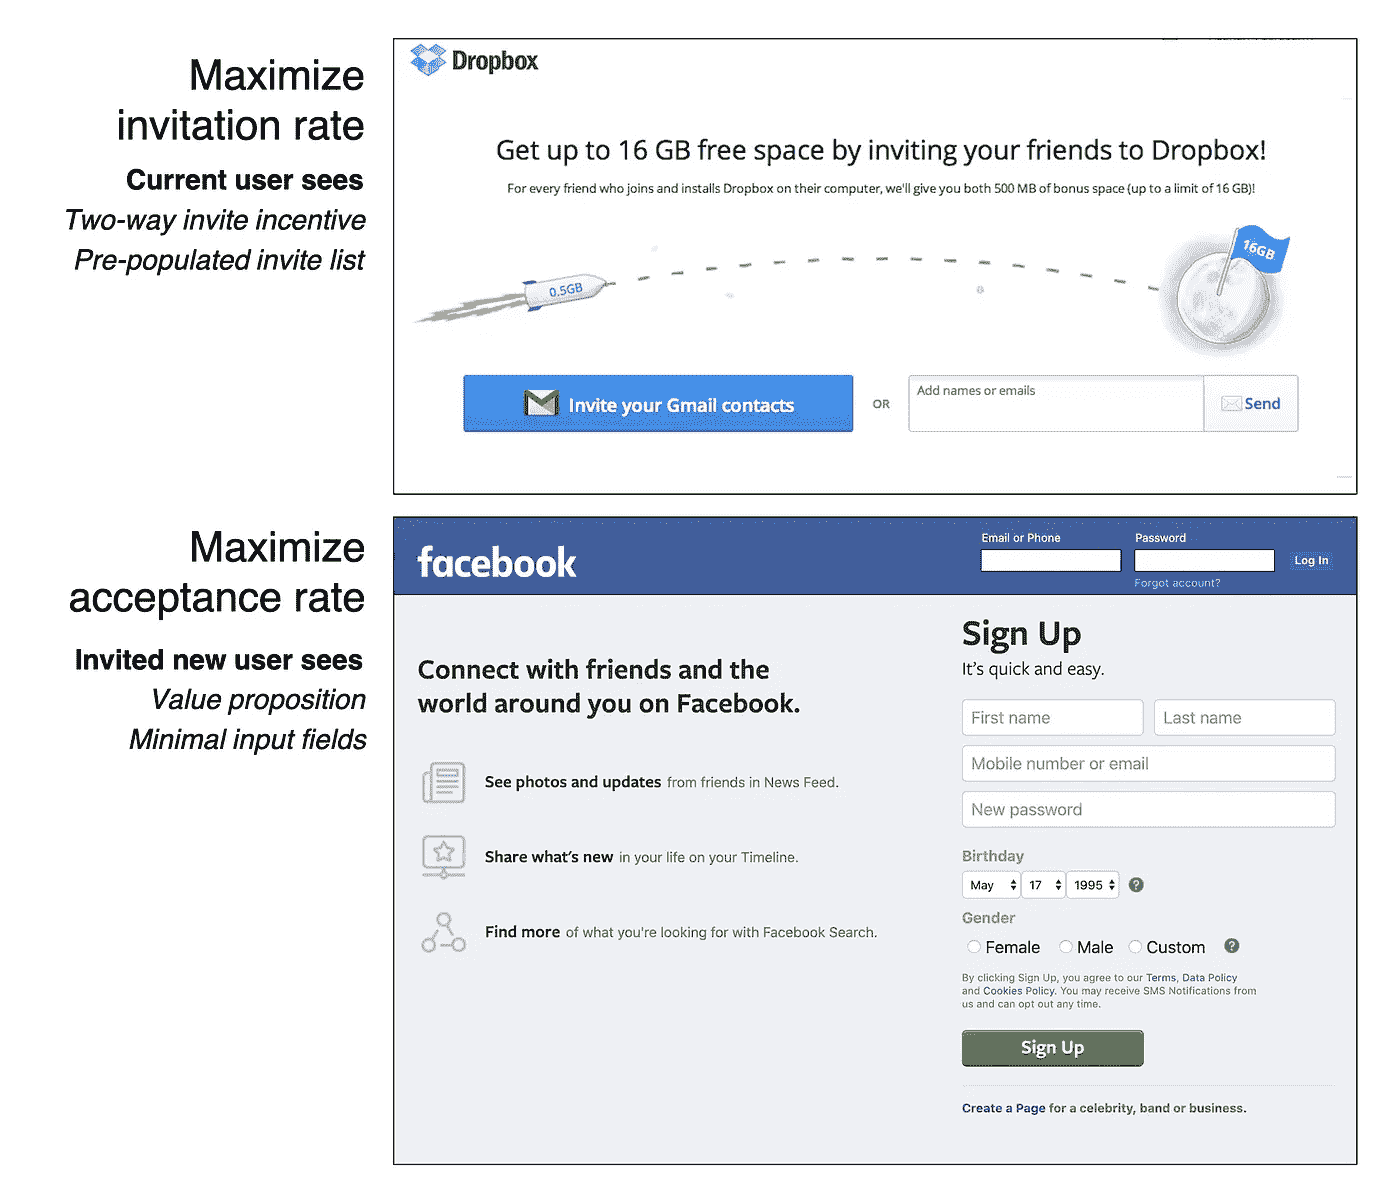 Maximize
invitation rate
Current user sees
Two-way invite incentive
Pre-populated invite list
Dropbox
Get up to 16 GB free space by inviting your friends to Dropbox!
For every friend who joins and installs Dropbox on their computer, we'll give you both 500 MB of bonus space (up to a limit of 16 GB)!
0.5GB
16GB
Invite your Gmail contacts
OR
Add names or emails
Send
Maximize
acceptance rate
Invited new user sees
Value proposition
Minimal input fields
facebook
Email or Phone
Password
Log In
Forgot account?
Connect with friends and the
world around you on Facebook.
See photos and updates from friends in News Feed.
Share what's new in your life on your Timeline.
Find more of what you're looking for with Facebook Search.
Sign Up
It's quick and easy.
First name
Last name
Mobile number or email
New password
Birthday
May 17 1995 ?
Gender
Female Male Custom ?
By clicking Sign Up, you agree to our Terms, Data Policy
and Cookies Policy. You may receive SMS Notifications from
us and can opt out any time.
Sign Up
Create a Page for a celebrity, band or business.